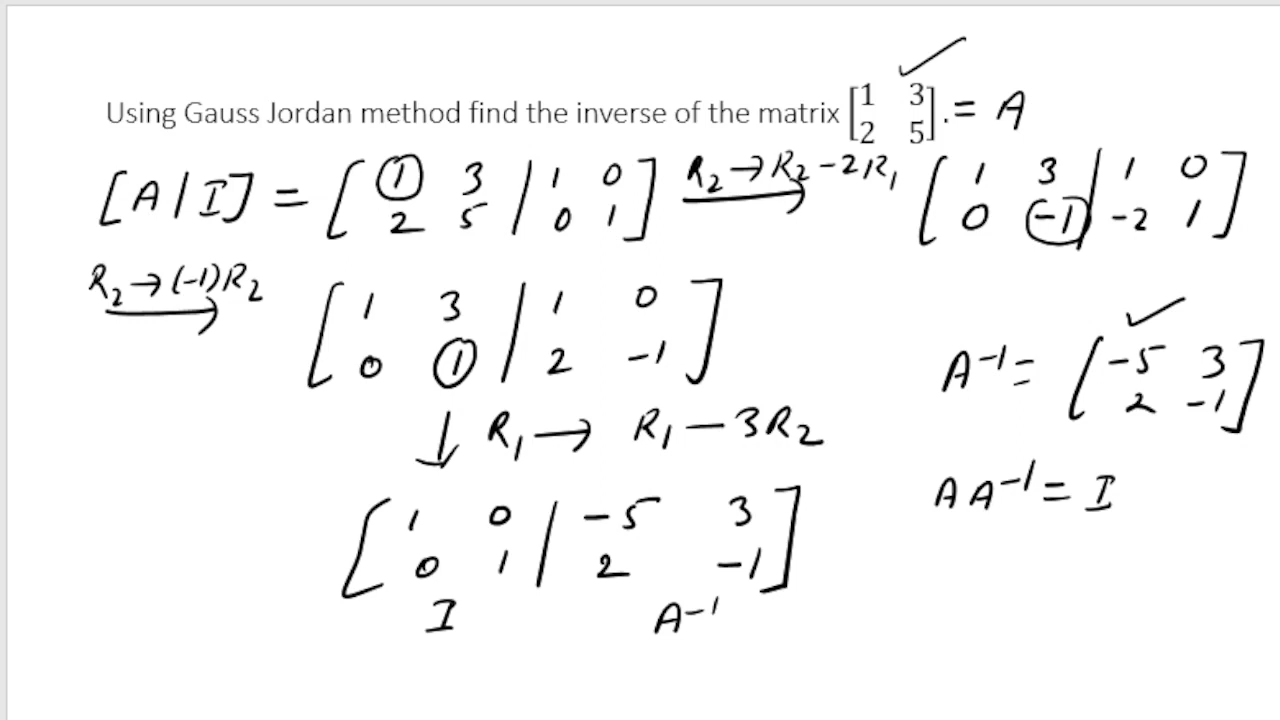 Using Gauss Jordan method find the inverse of the matrix [1 3
2 5]. = A
[A | I] = [1 3 | 1 0
2 5 | 0 1] R₂ → R₂ - 2R₁ [1 3 | 1 0
0 -1 | -2 1]
R₂ → (-1)R₂ [1 3 | 1 0
0 1 | 2 -1]
↓ R₁ → R₁ - 3R₂
[1 0 | -5 3
0 1 | 2 -1]
I A⁻¹
A⁻¹ = [-5 3
2 -1]
AA⁻¹ = I